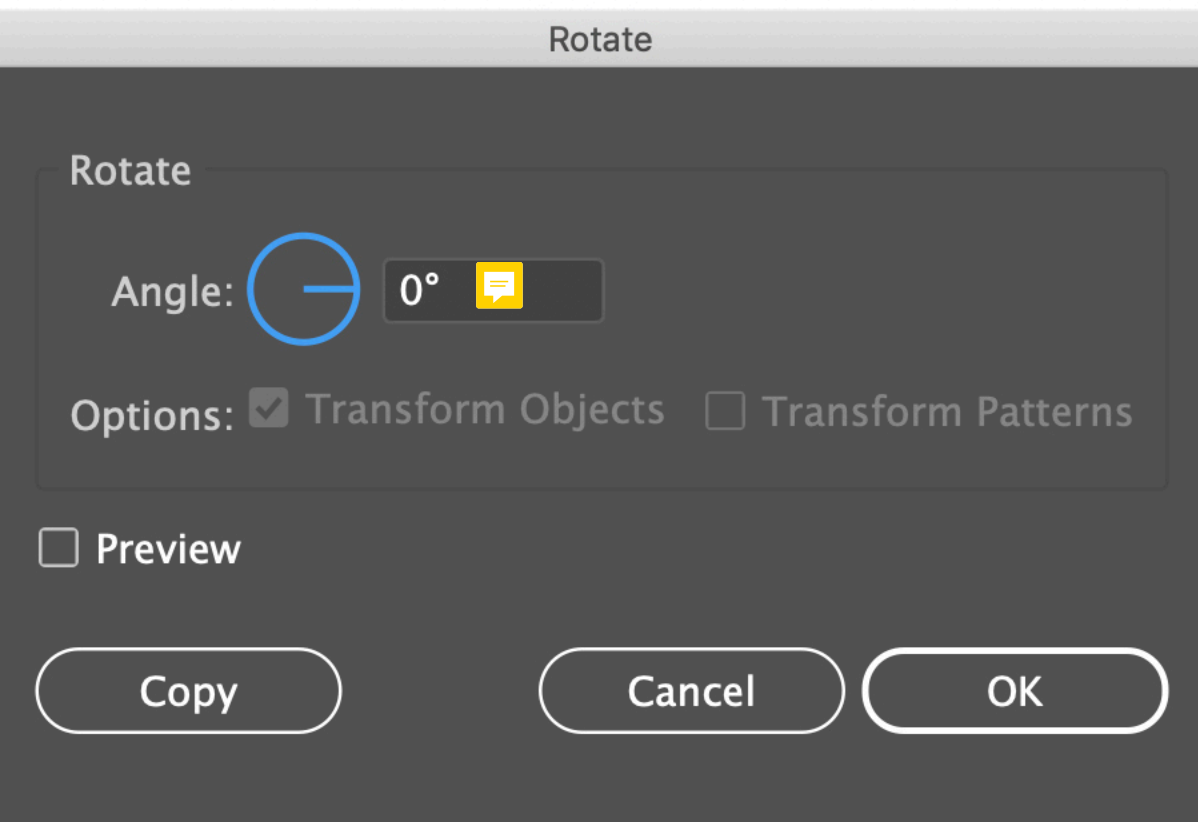 Rotate
Rotate
Angle: 0°
Options: Transform Objects Transform Patterns
Preview
Copy Cancel OK